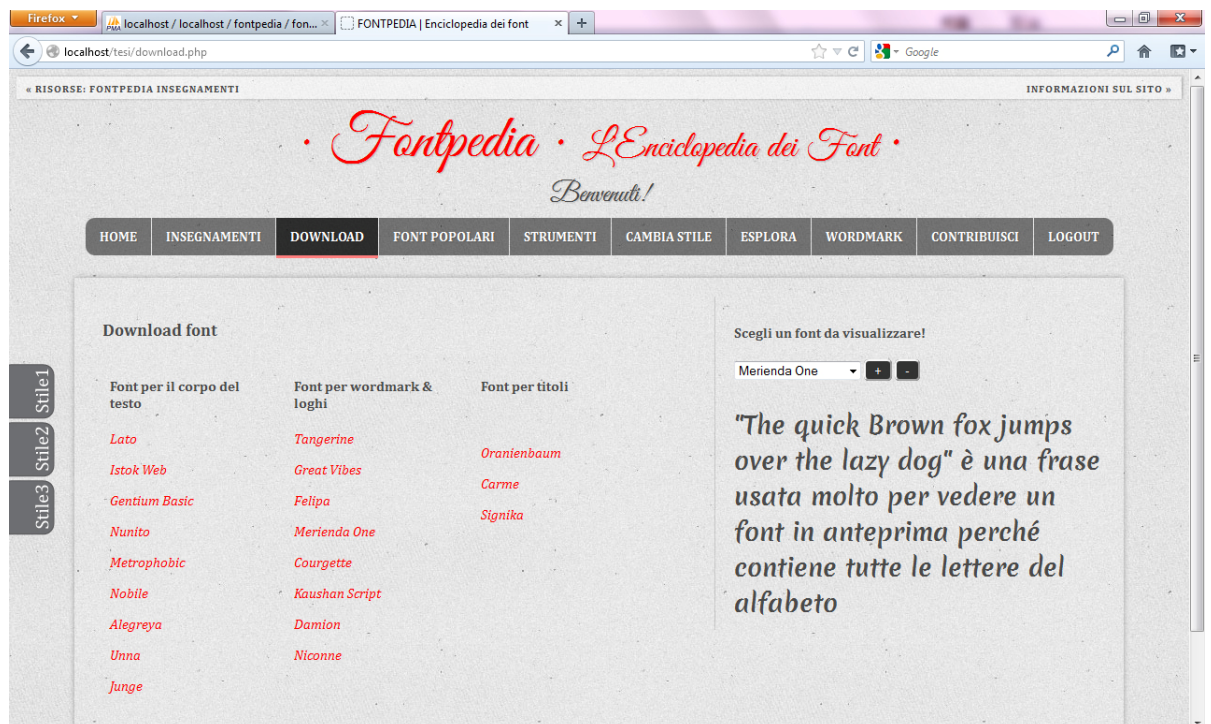 Firefox
localhost / localhost / fontpedia / fon...
FONTPEDIA | Enciclopedia dei font
localhost/tesi/download.php
Google
« RISORSE: FONTPEDIA INSEGNAMENTI
INFORMAZIONI SUL SITO »
· Fontpedia · L'Enciclopedia dei Font ·
Benvenuti!
HOME INSEGNAMENTI DOWNLOAD FONT POPOLARI STRUMENTI CAMBIA STILE ESPLORA WORDMARK CONTRIBUISCI LOGOUT
Stile1
Stile2
Stile3
Download font
Font per il corpo del
testo
Lato
Istok Web
Gentium Basic
Nunito
Metrophobic
Nobile
Alegreya
Unna
Junge
Font per wordmark &
loghi
Tangerine
Great Vibes
Felipa
Merienda One
Courgette
Kaushan Script
Damion
Niconne
Font per titoli
Oranienbaum
Carme
Signika
Scegli un font da visualizzare!
Merienda One + -
"The quick Brown fox jumps
over the lazy dog" è una frase
usata molto per vedere un
font in anteprima perché
contiene tutte le lettere del
alfabeto